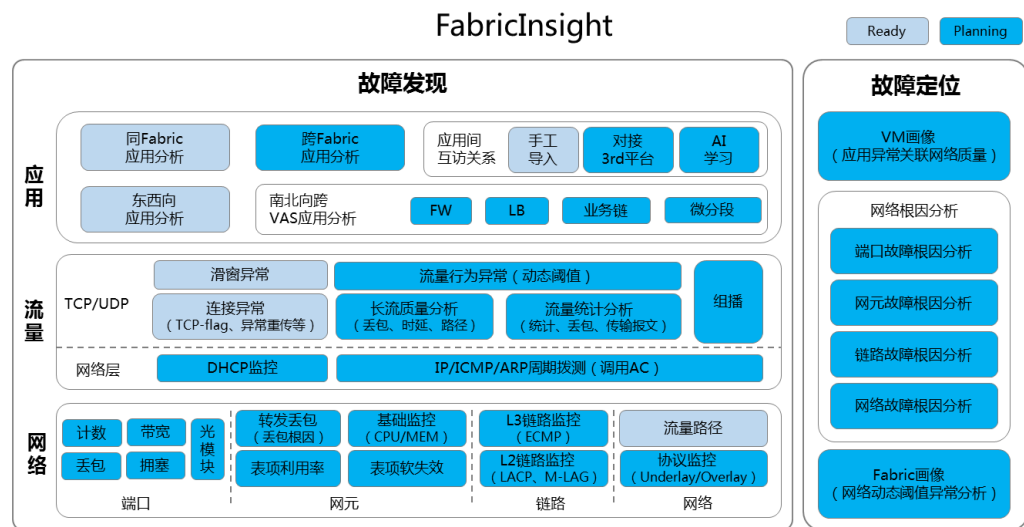 FabricInsight
Ready
Planning
故障发现
应用
同Fabric
应用分析
跨Fabric
应用分析
应用间
互访关系
手工
导入
对接
3rd平台
AI
学习
东西向
应用分析
南北向跨
VAS应用分析
FW
LB
业务链
微分段
流量
TCP/UDP
滑窗异常
流量行为异常（动态阈值）
组播
连接异常
（TCP-flag、异常重传等）
长流质量分析
（丢包、时延、路径）
流量统计分析
（统计、丢包、传输报文）
网络层
DHCP监控
IP/ICMP/ARP周期拨测（调用AC）
网络
计数
带宽
光模块
丢包
拥塞
端口
转发丢包
（丢包根因）
基础监控
（CPU/MEM）
表项利用率
表项软失效
网元
L3链路监控
（ECMP）
L2链路监控
（LACP、M-LAG）
链路
流量路径
协议监控
（Underlay/Overlay）
网络
故障定位
VM画像
（应用异常关联网络质量）
网络根因分析
端口故障根因分析
网元故障根因分析
链路故障根因分析
网络故障根因分析
Fabric画像
（网络动态阈值异常分析）